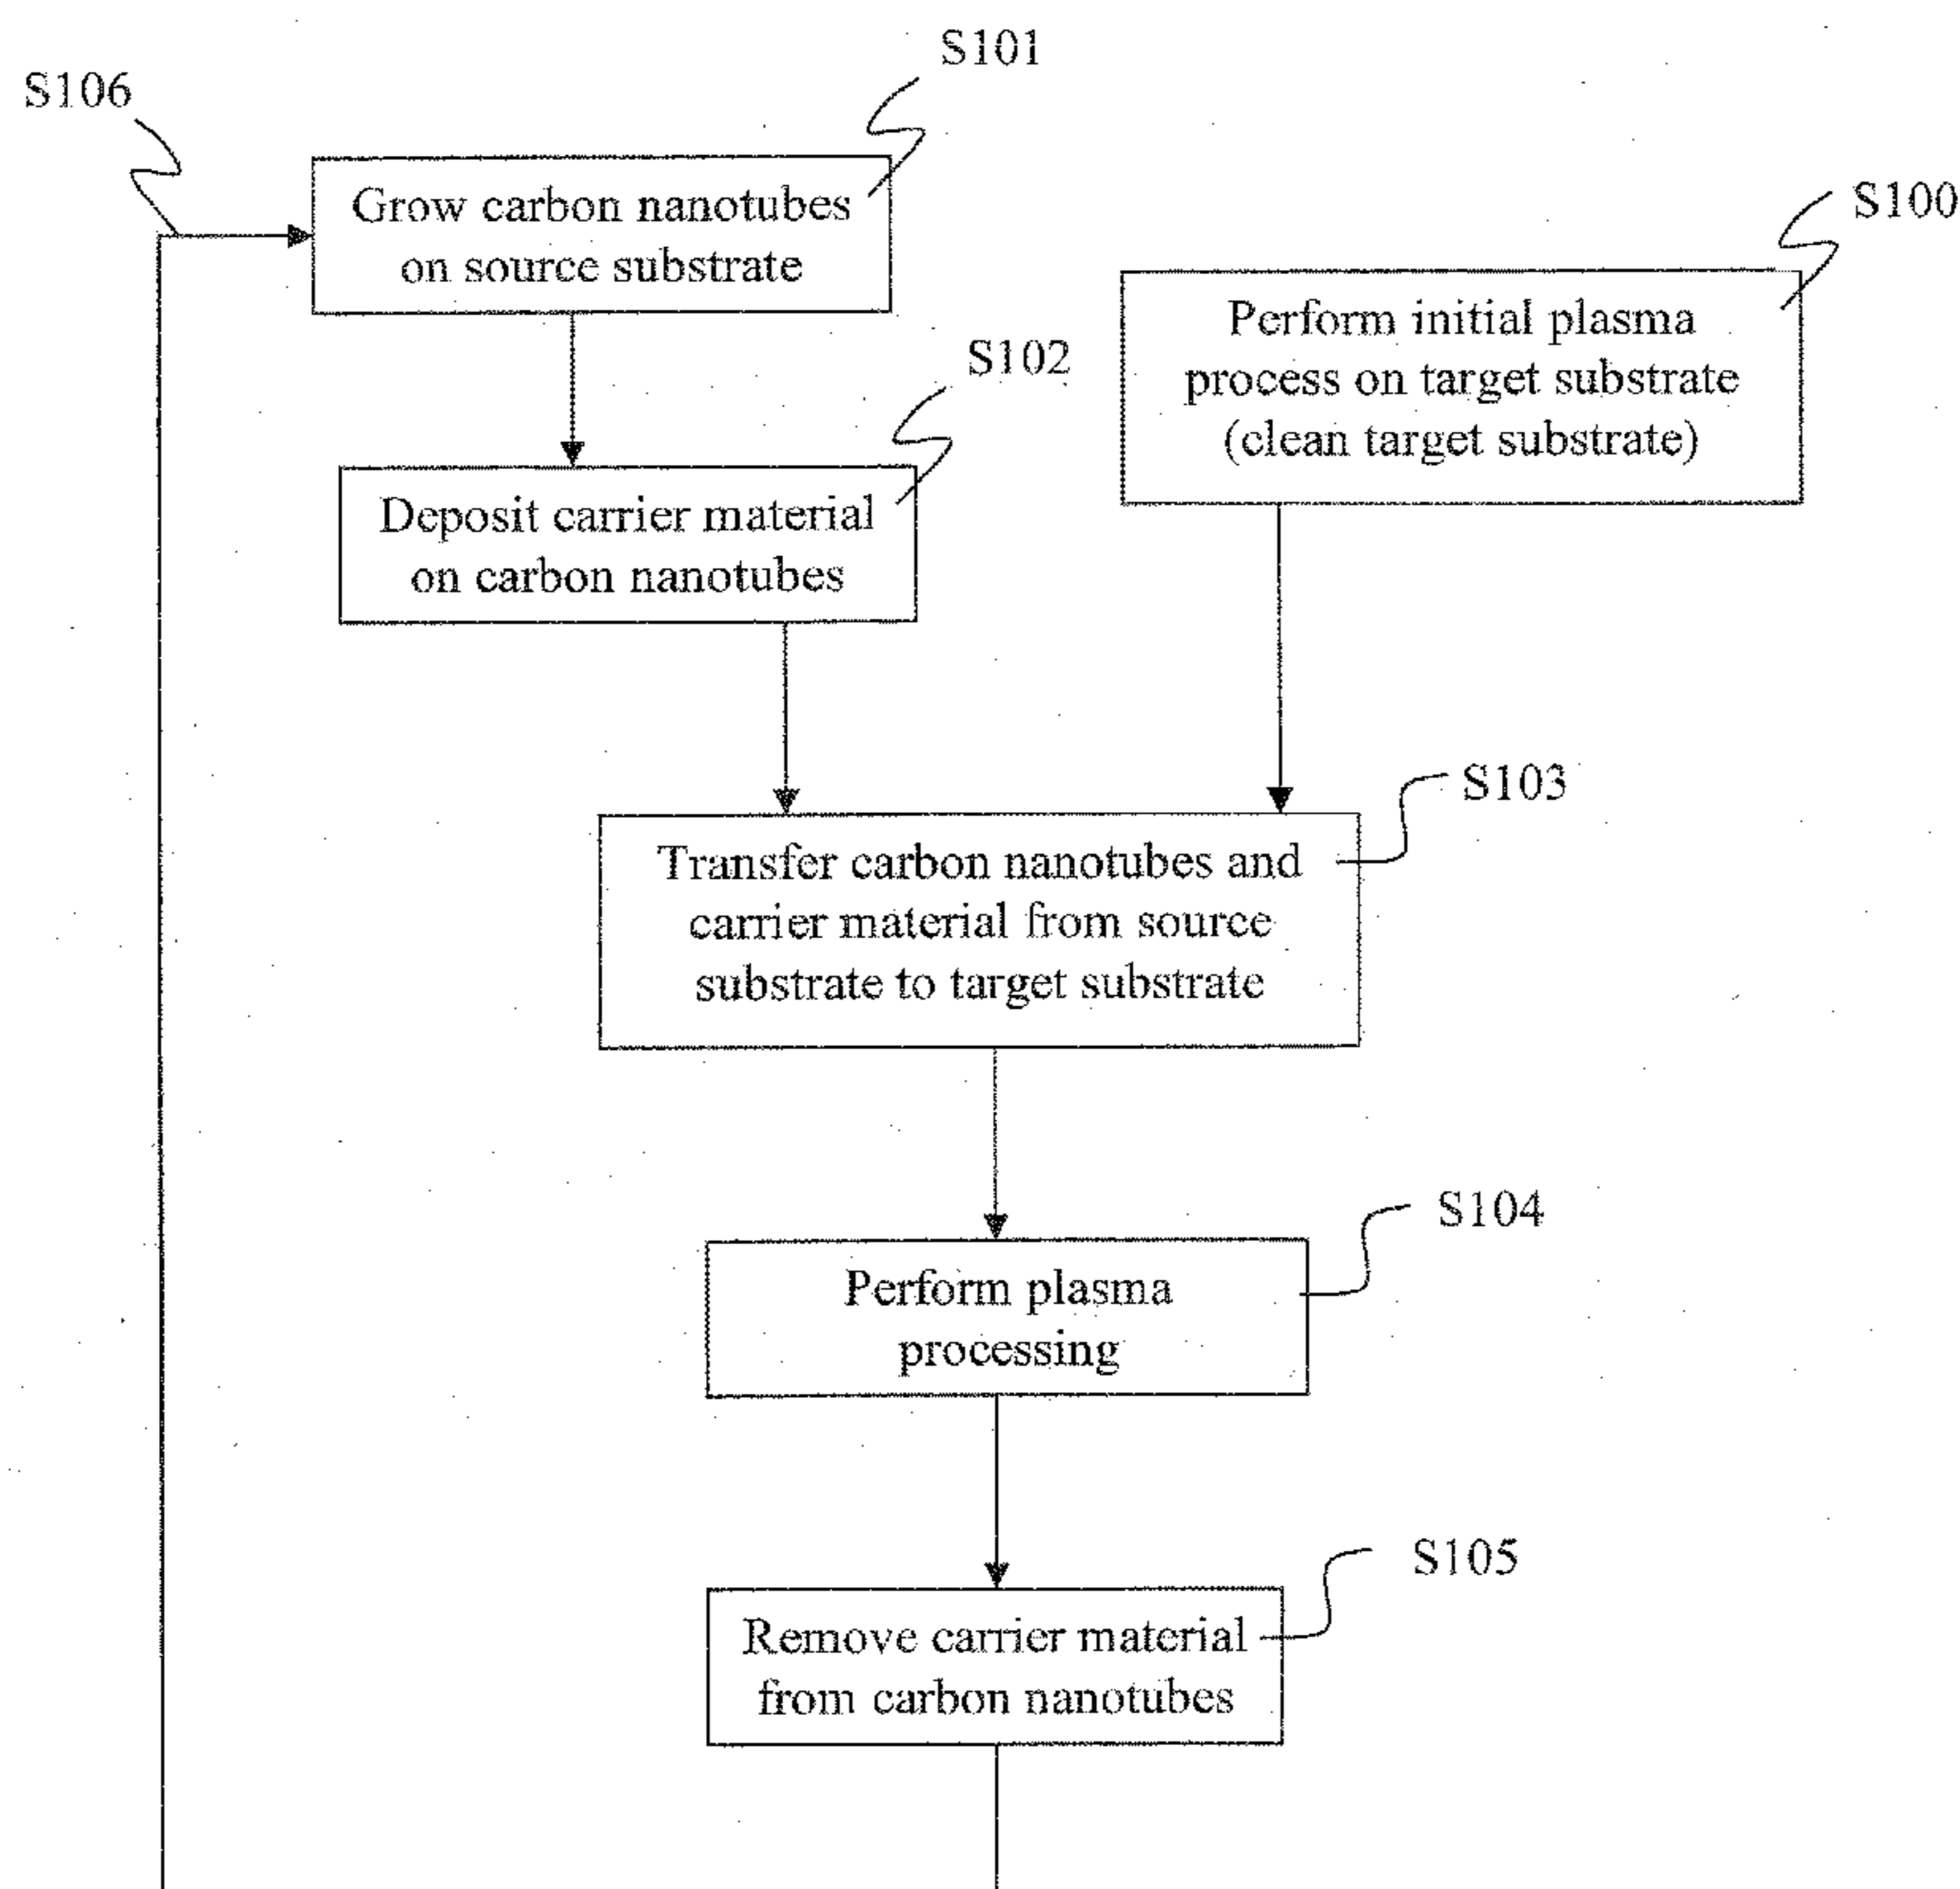 S101
S106
Grow carbon nanotubes
on source substrate
S100
Perform initial plasma
process on target substrate
(clean target substrate)
S102
Deposit carrier material
on carbon nanotubes
S103
Transfer carbon nanotubes and
carrier material from source
substrate to target substrate
S104
Perform plasma
processing
S105
Remove carrier material
from carbon nanotubes